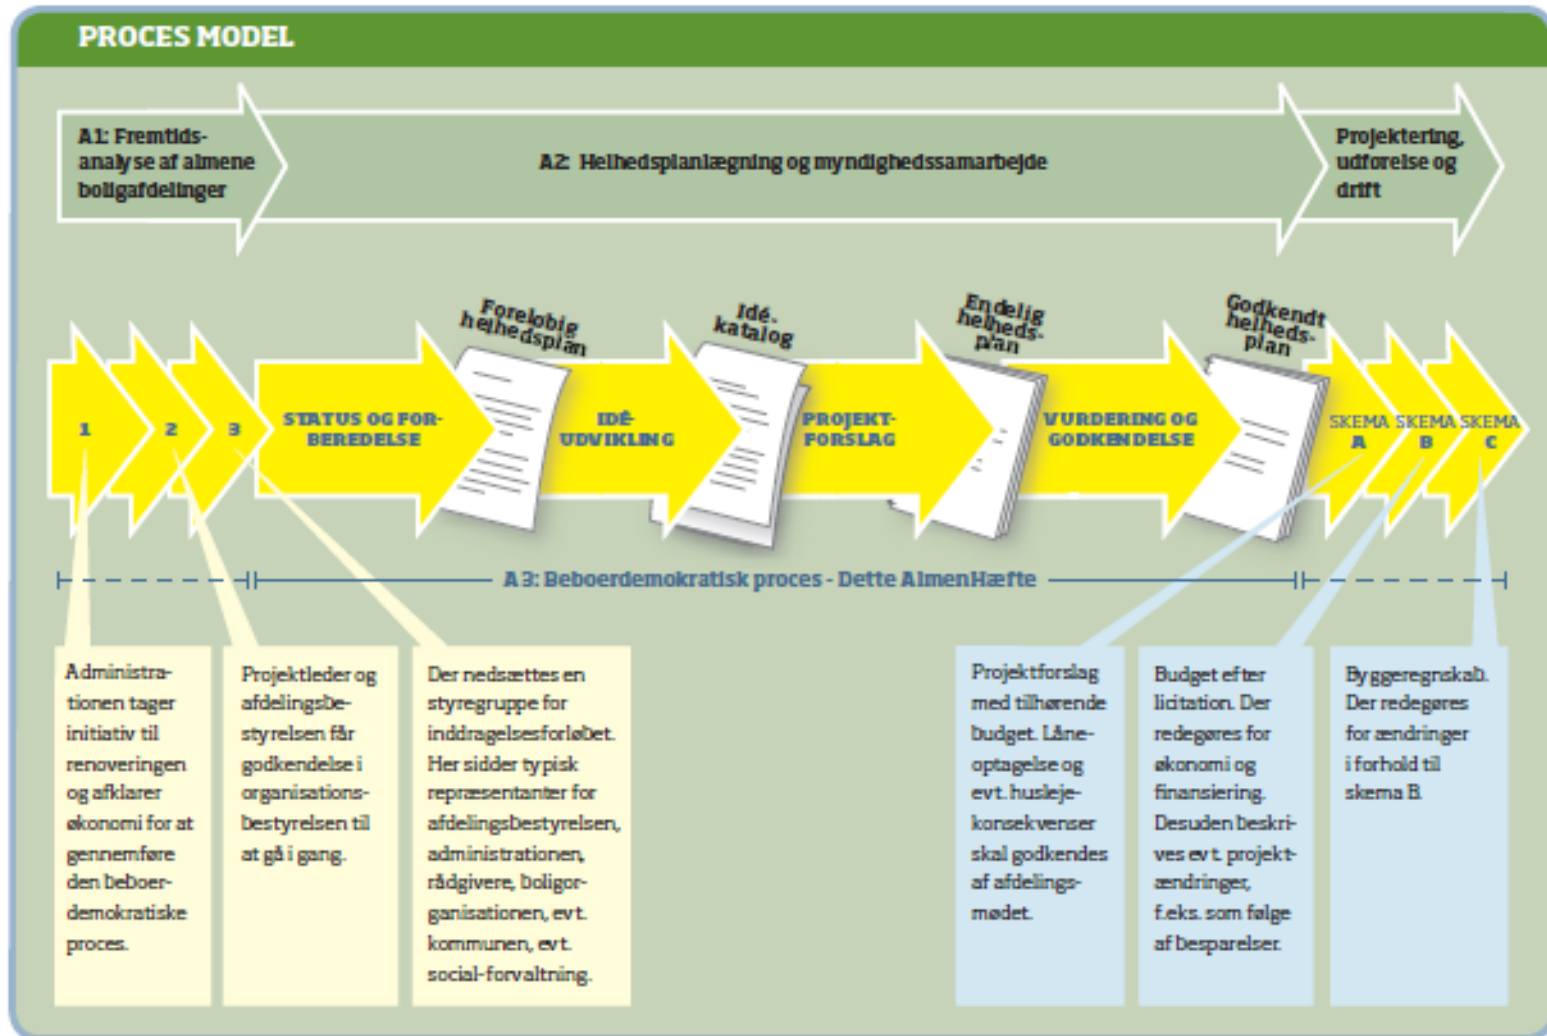 PROCES MODEL
A1: Fremtids-
analyse af almene
boligafdelinger
A2: Helhedsplanlægning og myndighedssamarbejde
Projektering,
udførelse og
drift
Foreløbig
helhedsplan
Idé-
katalog
Endelig
helheds-
plan
Godkendt
helheds-
plan
1
2
3
STATUS OG FOR-
BEREDELSE
IDÉ-
UDVIKLING
PROJEKT-
FORSLAG
VURDERING OG
GODKENDELSE
SKEMA
A
SKEMA
B
SKEMA
C
A3: Beboerdemokratisk proces - Dette AlmenHæfte
Administra-
tionen tager
initiativ til
renoveringen
og afklarer
økonomi for at
gennemføre
den beboer-
demokratiske
proces.
Projektleder og
afdelingsbe-
styrelsen får
godkendelse i
organisations-
bestyrelsen til
at gå i gang.
Der nedsættes en
styregruppe for
inddragelsesforløbet.
Her sidder typisk
repræsentanter for
afdelingsbestyrelsen,
administrationen,
rådgivere, boligor-
ganisationen, evt.
kommunen, evt.
social-forvaltning.
Projektforslag
med tilhørende
budget. Låne-
optagelse og
evt. husleje-
konsekvenser
skal godkendes
af afdelings-
mødet.
Budget efter
licitation. Der
redegøres for
økonomi og
finansiering.
Desuden beskri-
ves evt. projekt-
ændringer,
f.eks. som følge
af besparelser.
Byggeregnskab.
Der redegøres
for ændringer
i forhold til
skema B.